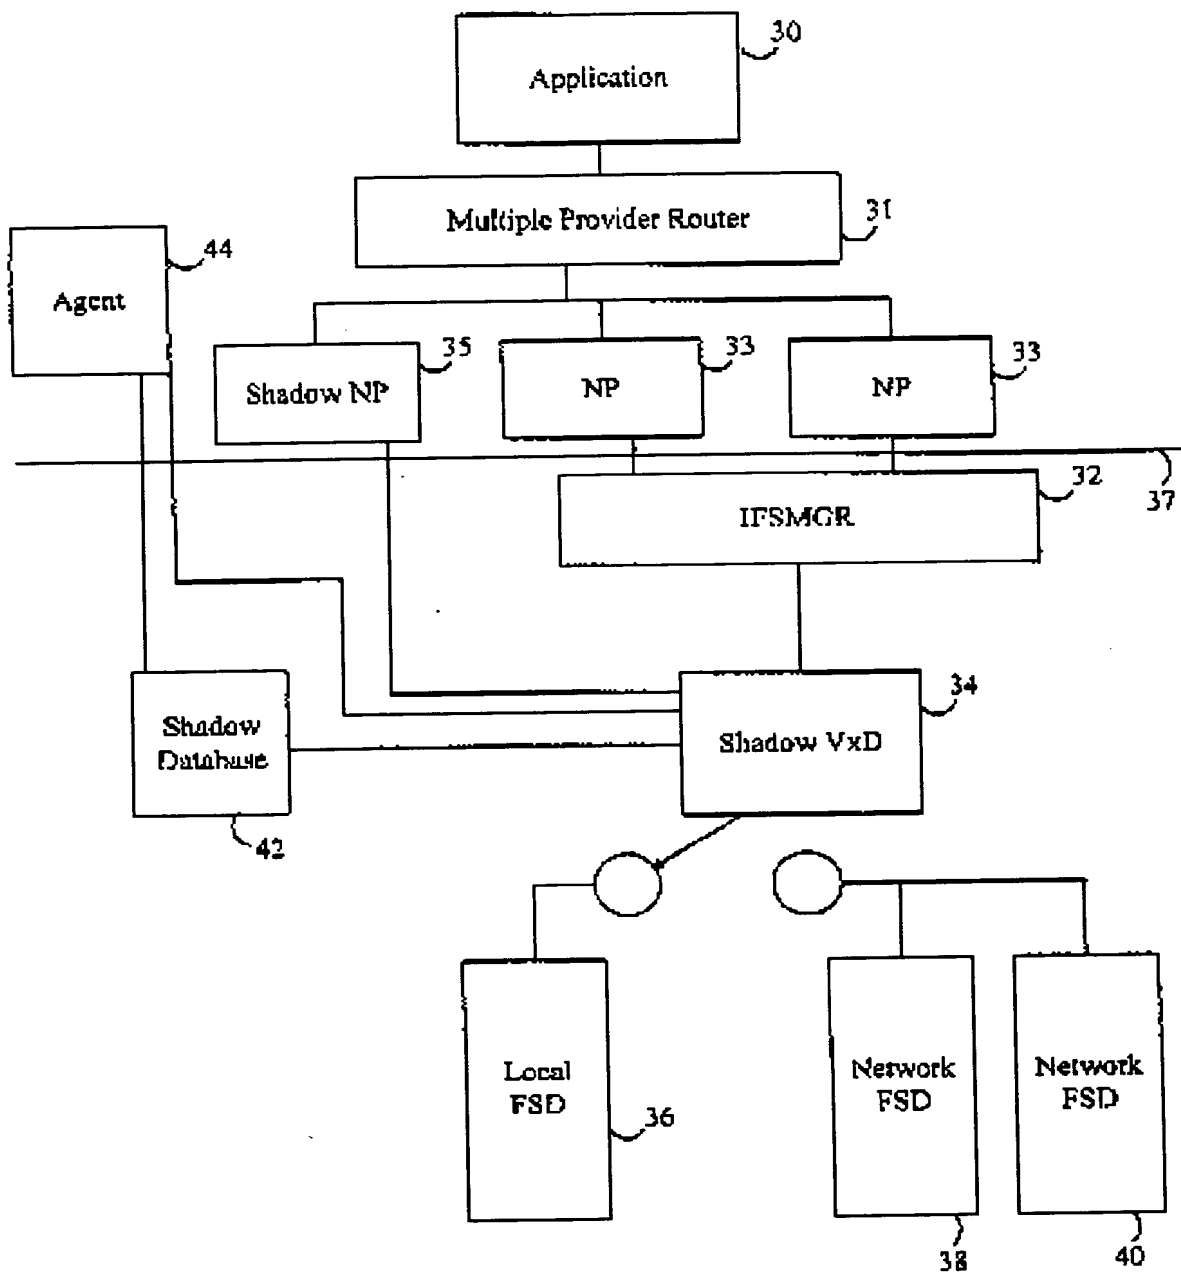 30
Application
31
Multiple Provider Router
44
Agent
35
Shadow NP
33
NP
33
NP
37
32
IFSMGR
34
Shadow VxD
Shadow
Database
42
Local
FSD
36
Network
FSD
38
Network
FSD
40